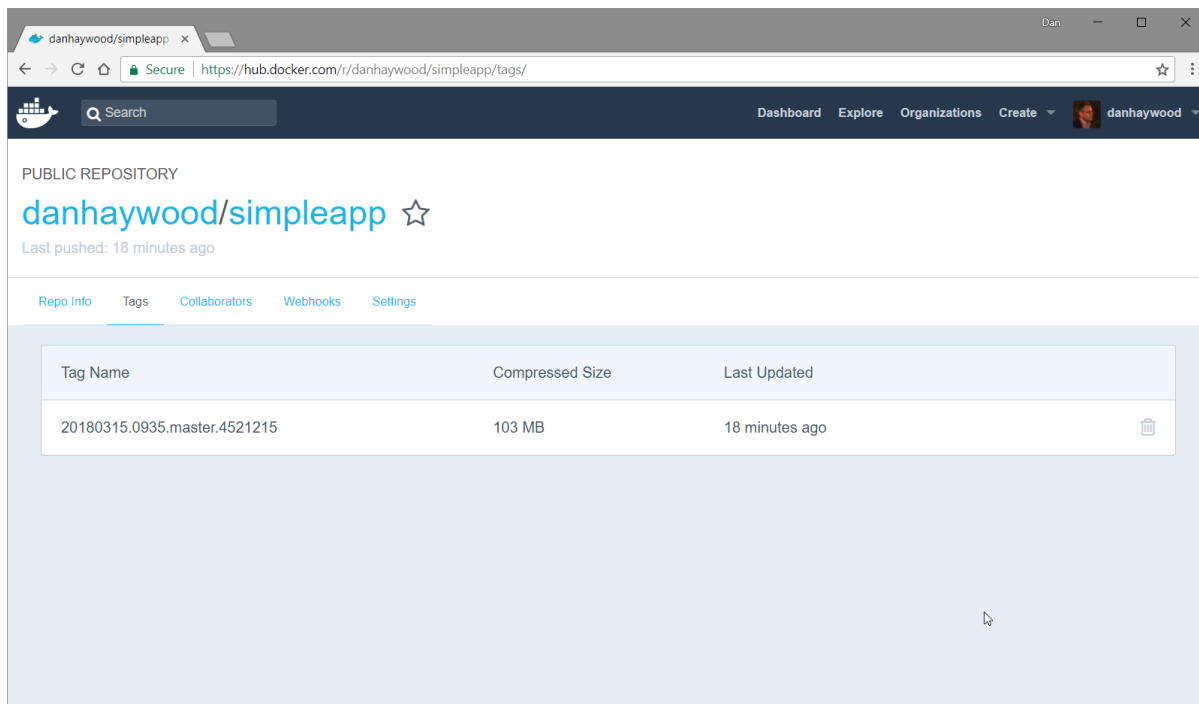 danhaywood/simpleapp
Dan
Secure | https://hub.docker.com/r/danhaywood/simpleapp/tags/
Search
Dashboard Explore Organizations Create danhaywood
PUBLIC REPOSITORY
danhaywood/simpleapp
Last pushed: 18 minutes ago
Repo Info Tags Collaborators Webhooks Settings
Tag Name Compressed Size Last Updated
20180315.0935.master.4521215 103 MB 18 minutes ago